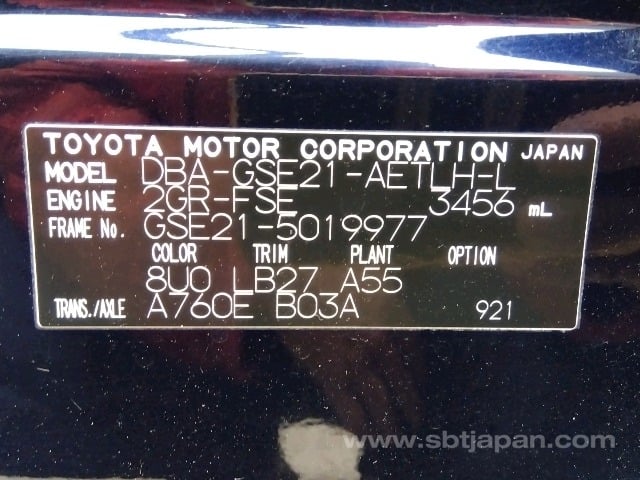 TOYOTA MOTOR CORPORATION JAPAN
MODEL DBA-GSE21-AETLH-L
ENGINE 2GR-FSE 3456 mL
FRAME No. GSE21-5019977
COLOR TRIM PLANT OPTION
8U0 LB27 A55
TRANS./AXLE A760E B03A 921
www.sbtjapan.com